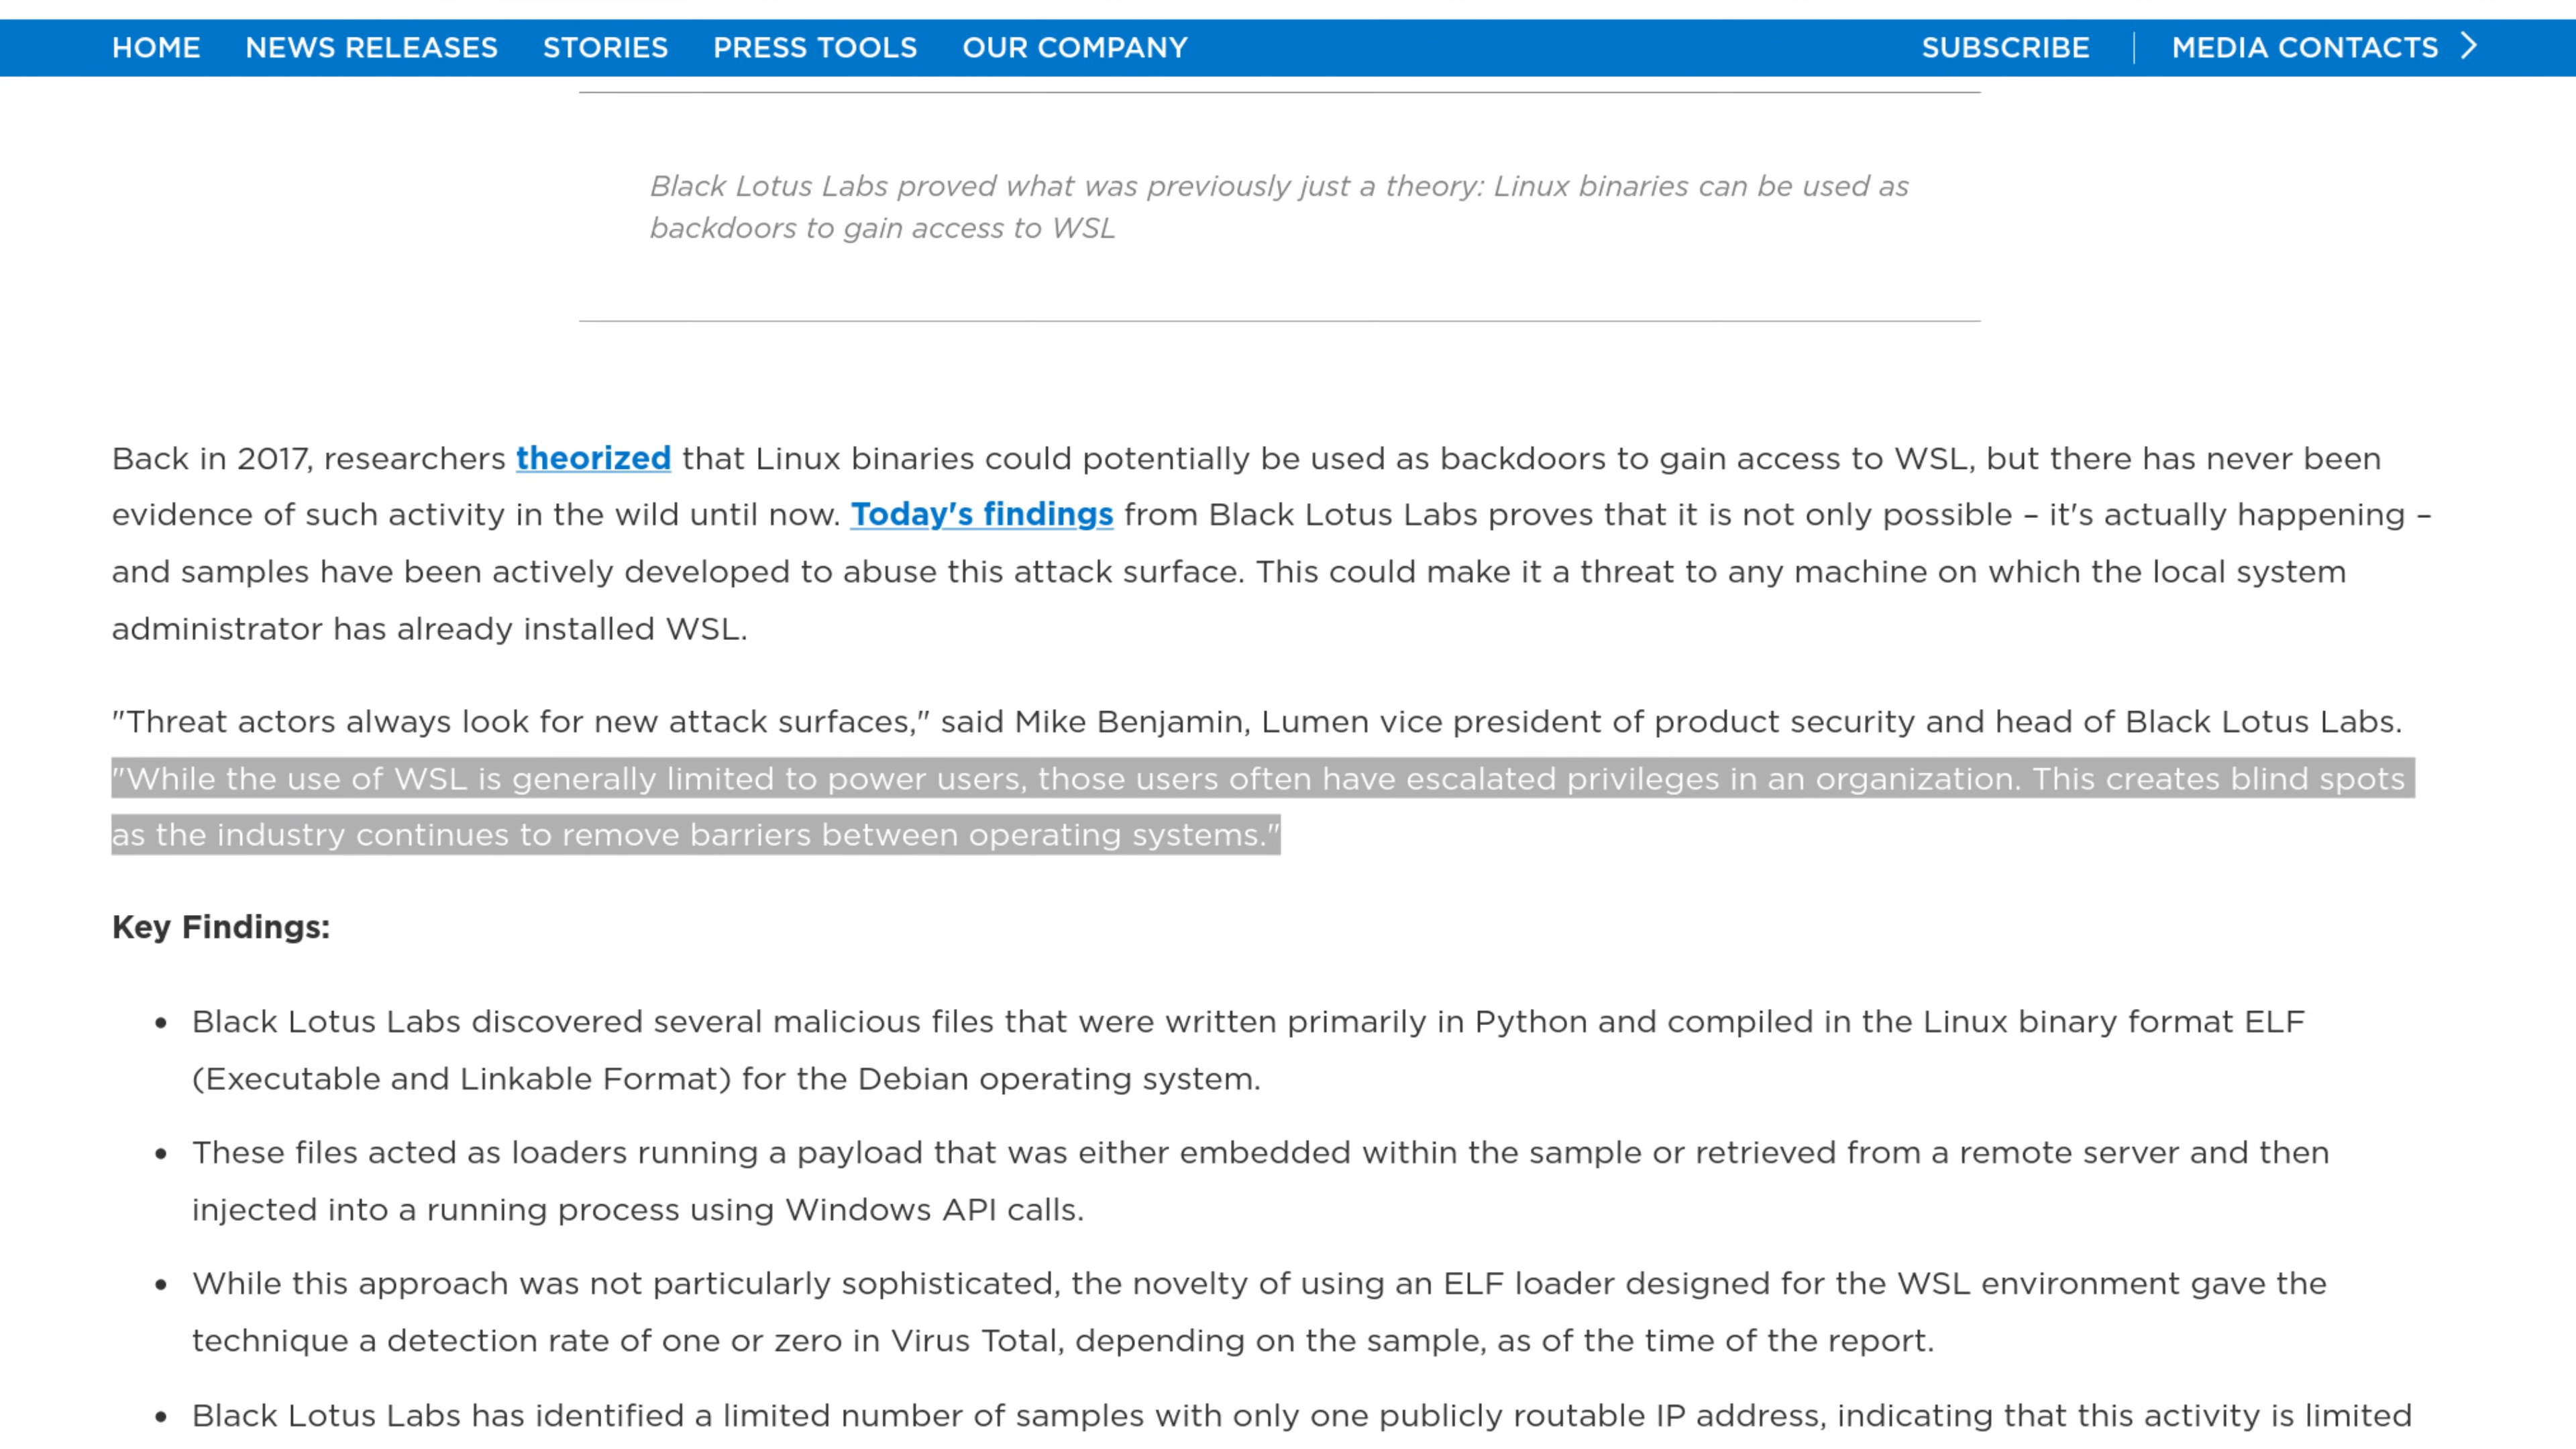 HOME NEWS RELEASES STORIES PRESS TOOLS OUR COMPANY SUBSCRIBE MEDIA CONTACTS
Black Lotus Labs proved what was previously just a theory: Linux binaries can be used as
backdoors to gain access to WSL
Back in 2017, researchers theorized that Linux binaries could potentially be used as backdoors to gain access to WSL, but there has never been
evidence of such activity in the wild until now. Today's findings from Black Lotus Labs proves that it is not only possible – it's actually happening –
and samples have been actively developed to abuse this attack surface. This could make it a threat to any machine on which the local system
administrator has already installed WSL.
"Threat actors always look for new attack surfaces," said Mike Benjamin, Lumen vice president of product security and head of Black Lotus Labs.
"While the use of WSL is generally limited to power users, those users often have escalated privileges in an organization. This creates blind spots
as the industry continues to remove barriers between operating systems."
Key Findings:
• Black Lotus Labs discovered several malicious files that were written primarily in Python and compiled in the Linux binary format ELF
(Executable and Linkable Format) for the Debian operating system.
• These files acted as loaders running a payload that was either embedded within the sample or retrieved from a remote server and then
injected into a running process using Windows API calls.
• While this approach was not particularly sophisticated, the novelty of using an ELF loader designed for the WSL environment gave the
technique a detection rate of one or zero in Virus Total, depending on the sample, as of the time of the report.
• Black Lotus Labs has identified a limited number of samples with only one publicly routable IP address, indicating that this activity is limited